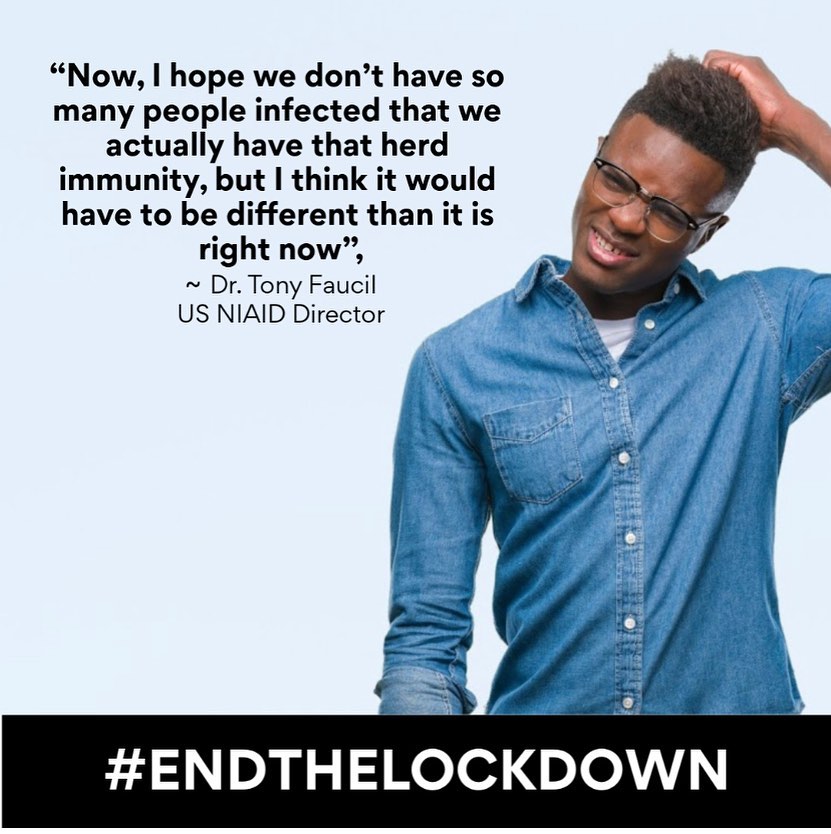 “Now, I hope we don’t have so
many people infected that we
actually have that herd
immunity, but I think it would
have to be different than it is
right now”,
~ Dr. Tony Faucil
US NIAID Director
#ENDTHELOCKDOWN